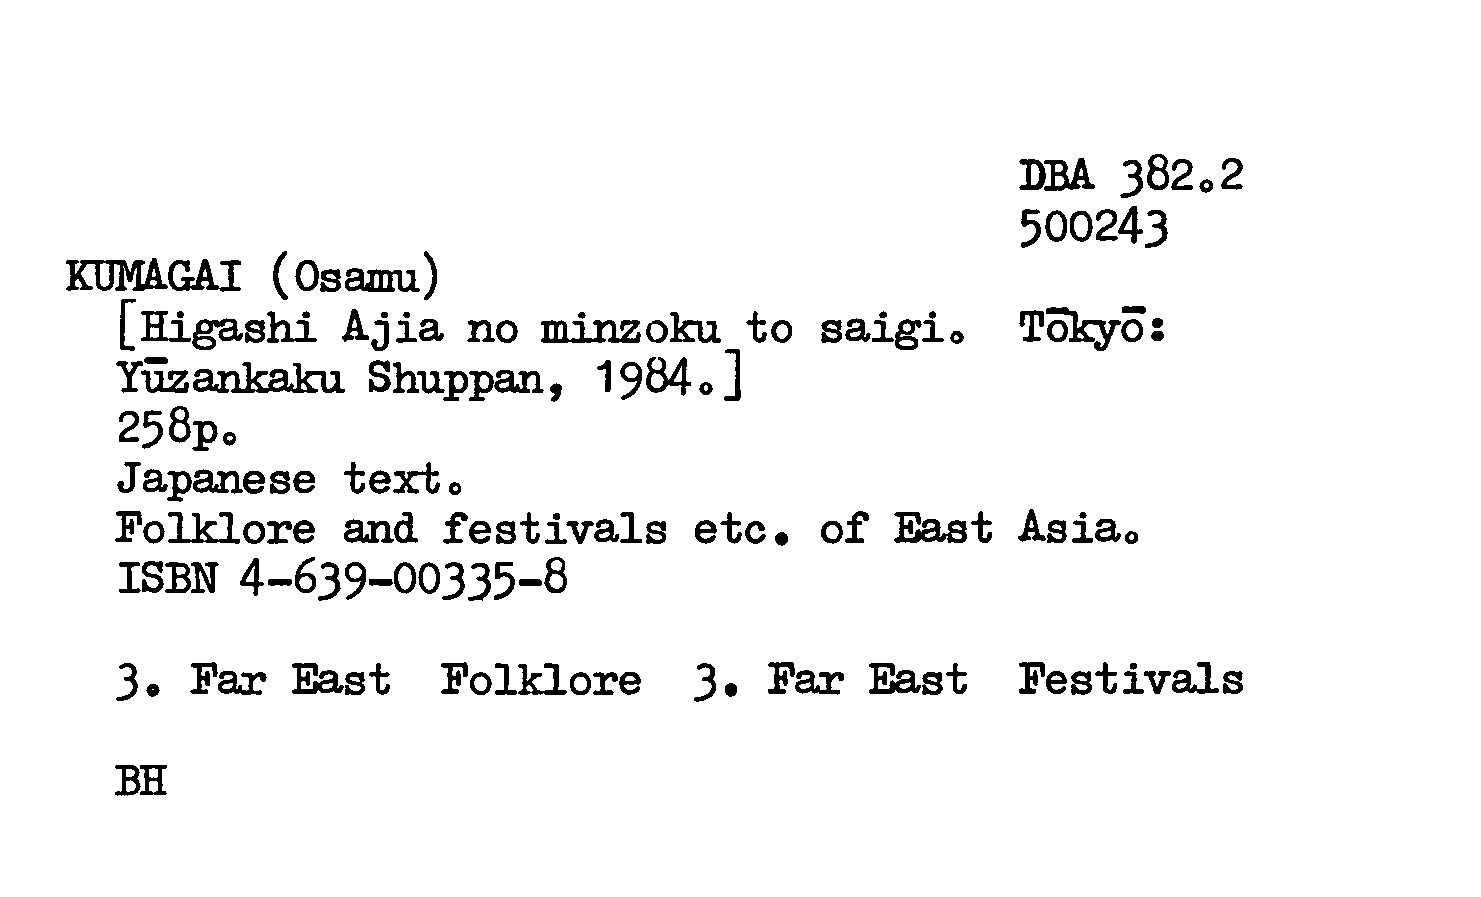 DBA 382.2
500243
KUMAGAI (Osamu)
[Higashi Ajia no minzoku to saigi. Tōkyō:
Yūzankaku Shuppan, 1984.]
258p.
Japanese text.
Folklore and festivals etc. of East Asia.
ISBN 4-639-00335-8
3. Far East Folklore 3. Far East Festivals
BH